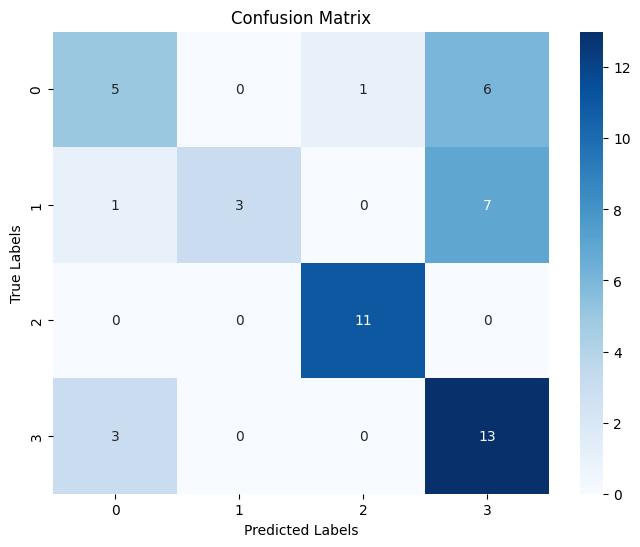 Confusion Matrix
True Labels
0 5 0 1 6
1 1 3 0 7
2 0 0 11 0
3 3 0 0 13
0 1 2 3
Predicted Labels
12
10
8
6
4
2
0